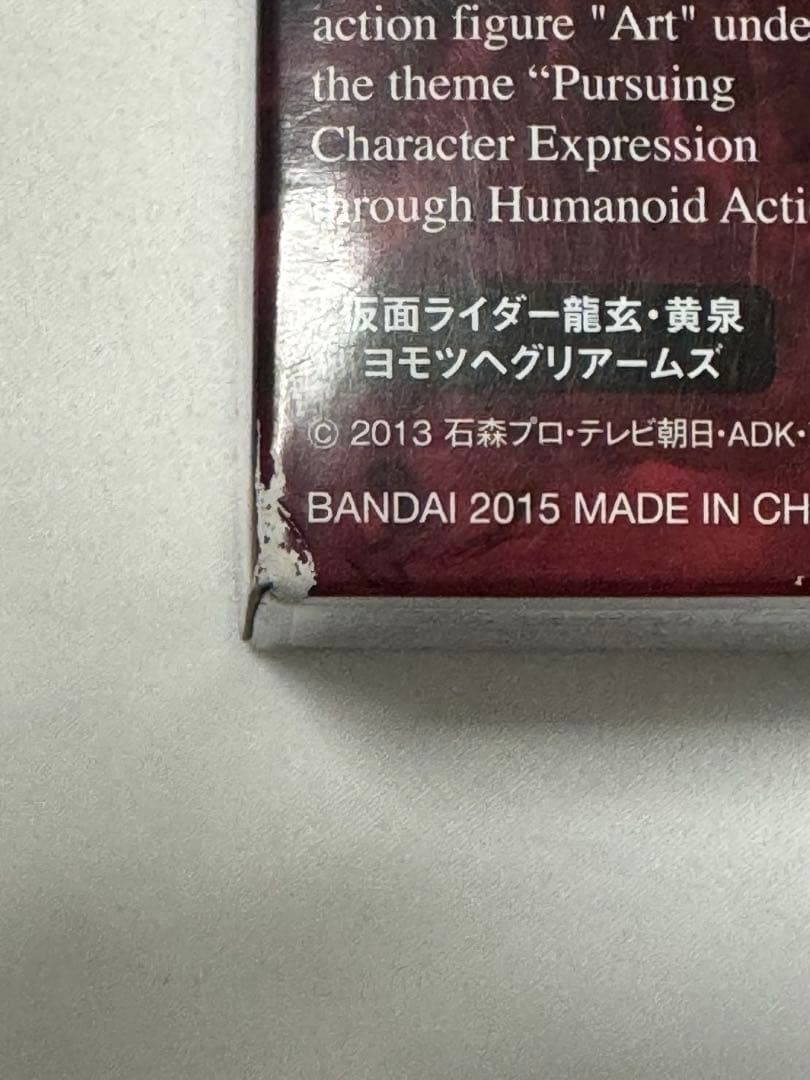 action figure "Art" unde
the theme “Pursuing
Character Expression
through Humanoid Acti
仮面ライダー龍玄・黄泉
ヨモツヘグリアームズ
© 2013 石森プロ・テレビ朝日・ADK・
BANDAI 2015 MADE IN CH